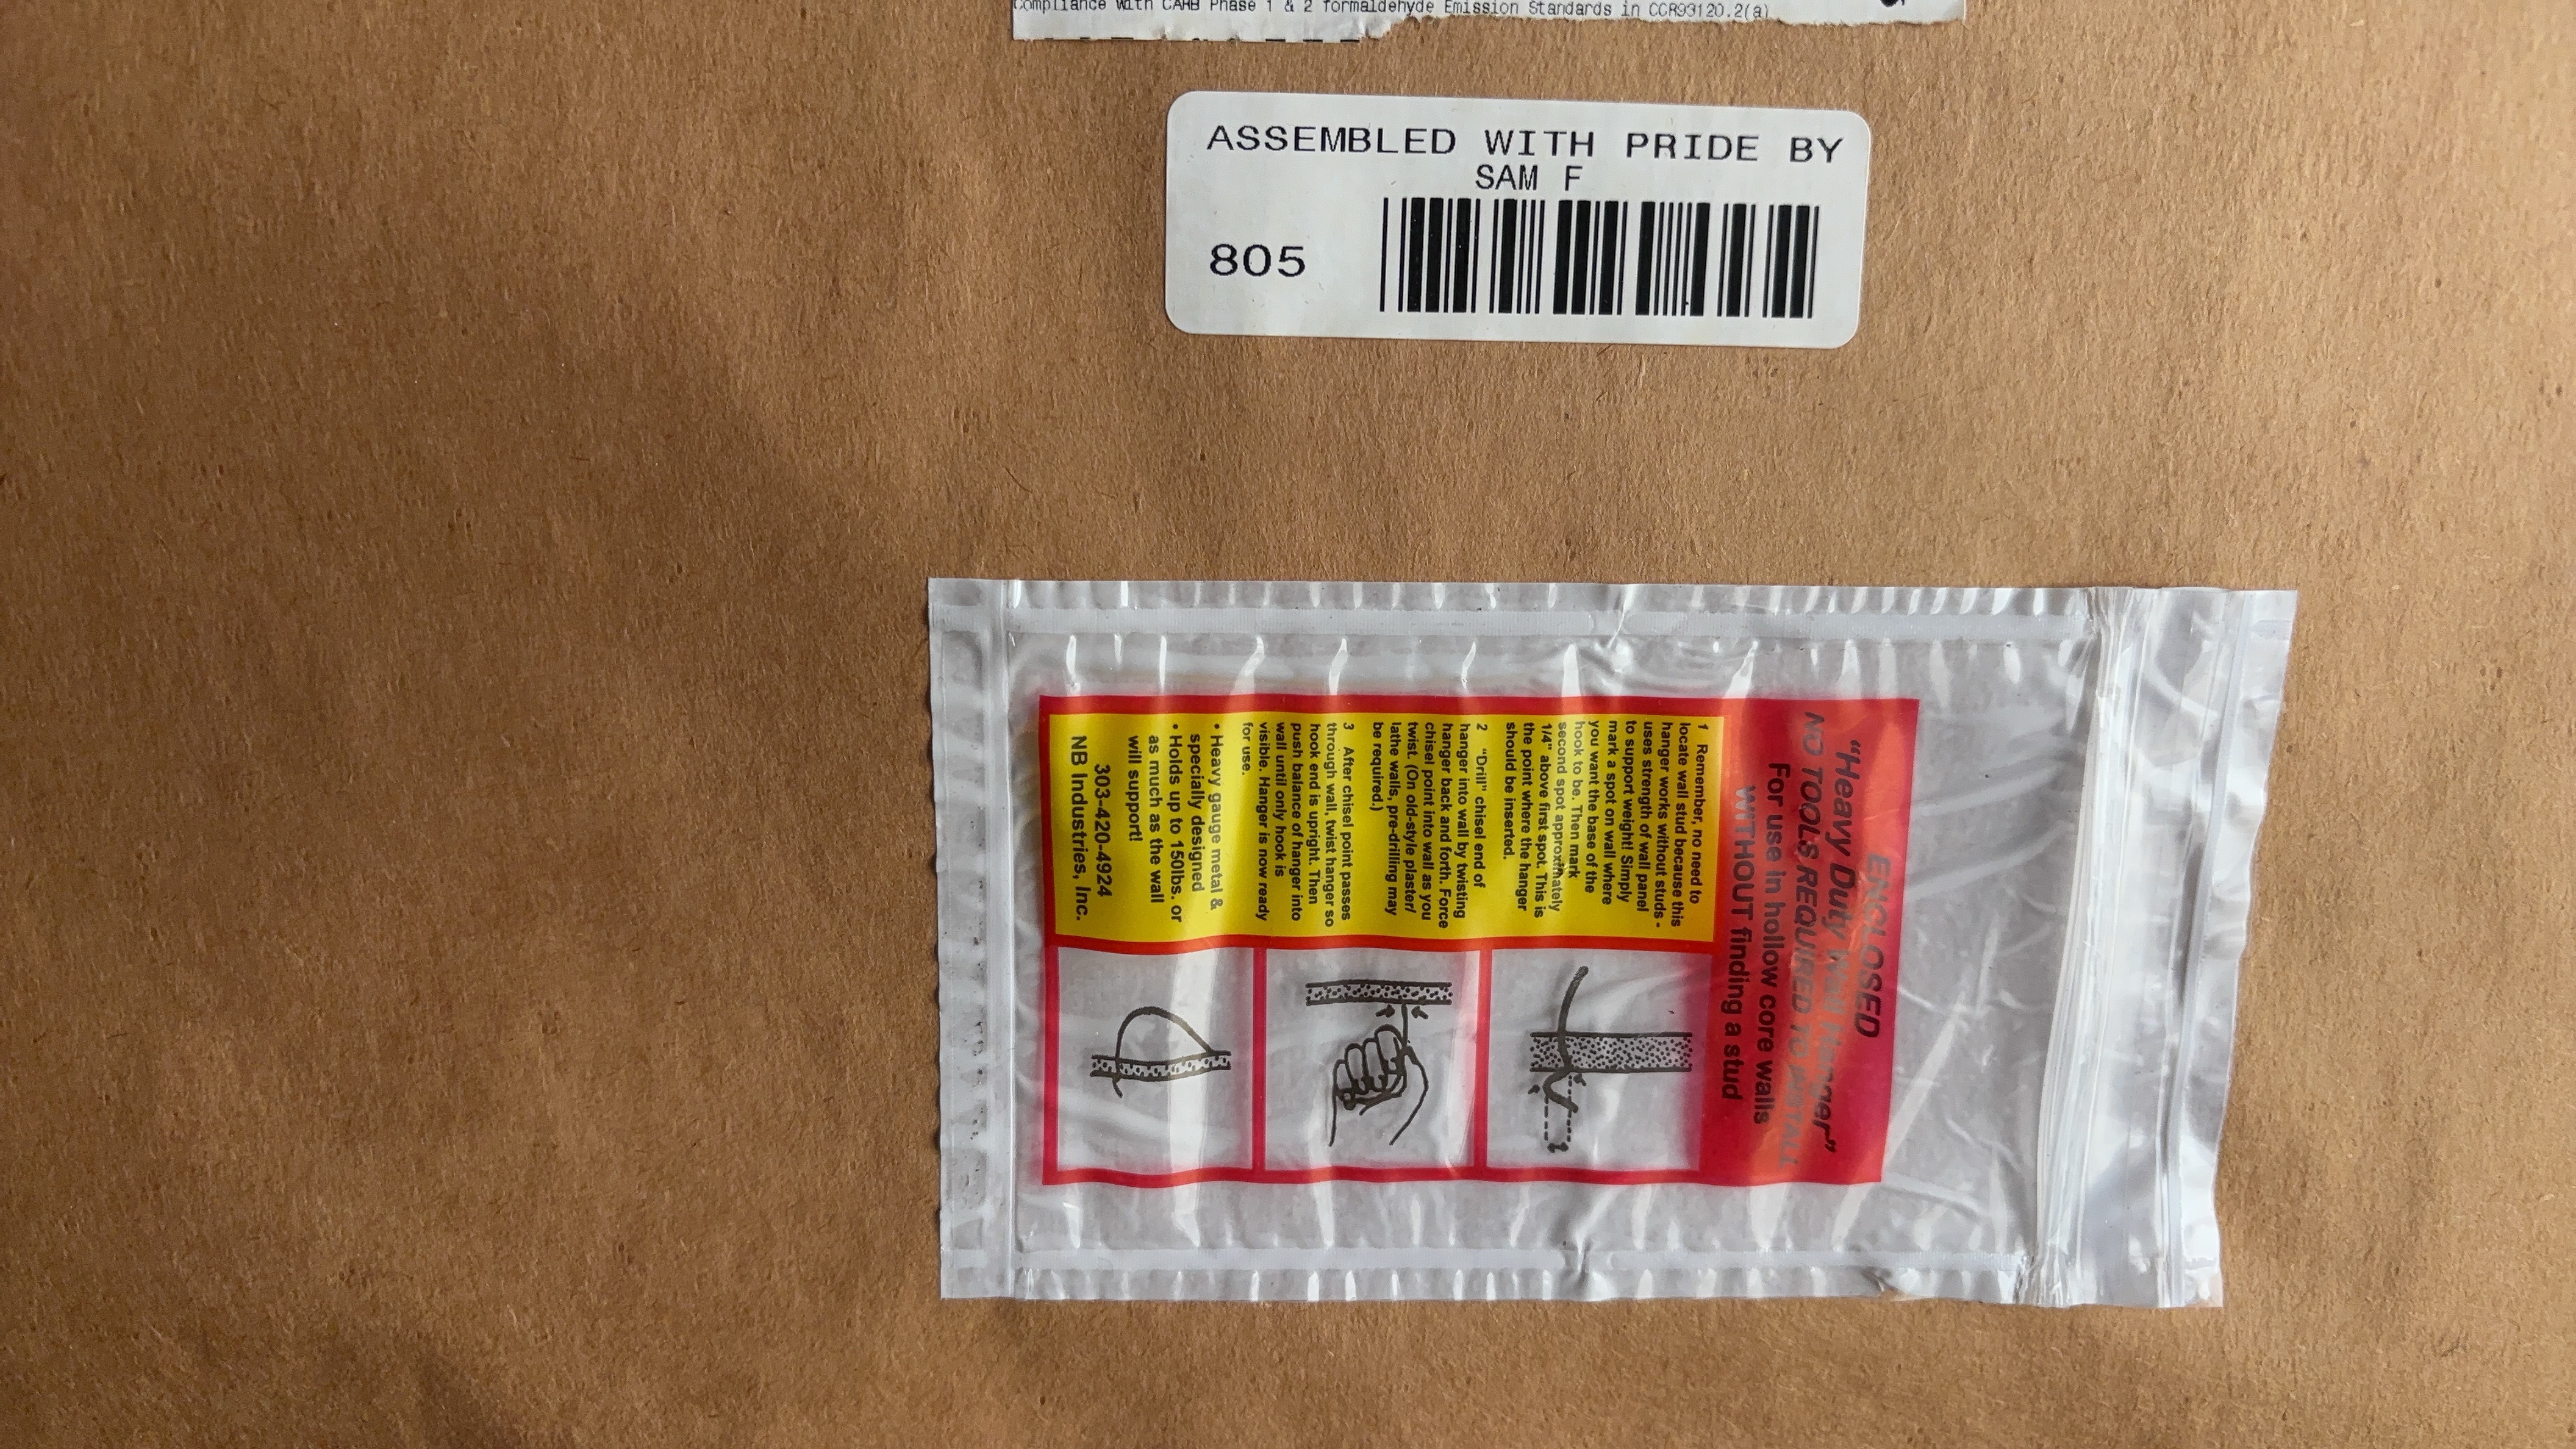 Compliance with CARB Phase 1 & 2 formaldehyde Emission Standards in CCR93120.2(a)
ASSEMBLED WITH PRIDE BY
SAM F
805
ENCLOSED
"Heavy Duty Wall Hanger"
NO TOOLS REQUIRED TO INSTALL
For use in hollow core walls
WITHOUT finding a stud
1 Remember, no need to
locate wall stud because this
hanger works without studs -
uses strength of wall panel
to support weight! Simply
mark a spot on wall where
you want the base of the
hook to be. Then mark
second spot approximately
1/4" above first spot. This is
the point where the hanger
should be inserted.
2 "Drill" chisel end of
hanger into wall by twisting
hanger back and forth. Force
chisel point into wall as you
twist. (On old-style plaster/
lathe walls, pre-drilling may
be required.)
3 After chisel point passes
through wall, twist hanger so
hook end is upright. Then
push balance of hanger into
wall until only hook is
visible. Hanger is now ready
for use.
• Heavy gauge metal &
specially designed
• Holds up to 150lbs. or
as much as the wall
will support!
303-420-4924
NB Industries, Inc.